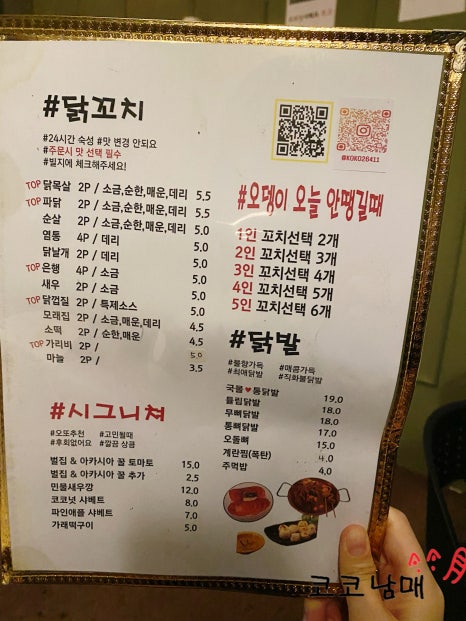 #닭꼬치
#24시간 숙성 #맛 변경 안되요
#주문시 맛 선택 필수
#빌지에 체크해주세요!
TOP 닭목살 2P / 소금,순한,매운,데리 5.5
TOP 파닭 2P / 소금,순한,매운,데리 5.5
순살 2P / 소금,순한,매운,데리 5.0
염통 4P / 데리 5.0
닭날개 2P / 데리 5.0
TOP 은행 4P / 소금 5.0
새우 2P / 소금 5.0
TOP 닭껍질 2P / 특제소스 5.0
모래집 2P / 소금,매운,데리 4.5
소떡 2P / 순한,매운 4.5
TOP 가리비 2P / 5.0
마늘 2P / 3.5
#시그니쳐
#오또추천 #고민될때
#후회없어요 #깔끔 상큼
벌집 & 아카시아 꿀 토마토 15.0
벌집 & 아카시아 꿀 추가 2.5
민물새우깡 12.0
코코넛 샤베트 8.0
파인애플 샤베트 7.0
가래떡구이 5.0
@KOKO26411
#오뎅이 오늘 안땡길때
1인 꼬치선택 2개
2인 꼬치선택 3개
3인 꼬치선택 4개
4인 꼬치선택 5개
5인 꼬치선택 6개
#닭발
#불향가득 #매콤가득
#최애닭발 #직화불닭발
국물♥통닭발 19.0
튤립닭발 18.0
무뼈닭발 18.0
통뼈닭발 17.0
오돌뼈 15.0
계란찜(폭탄) 4.0
주먹밥 4.0
코코남매